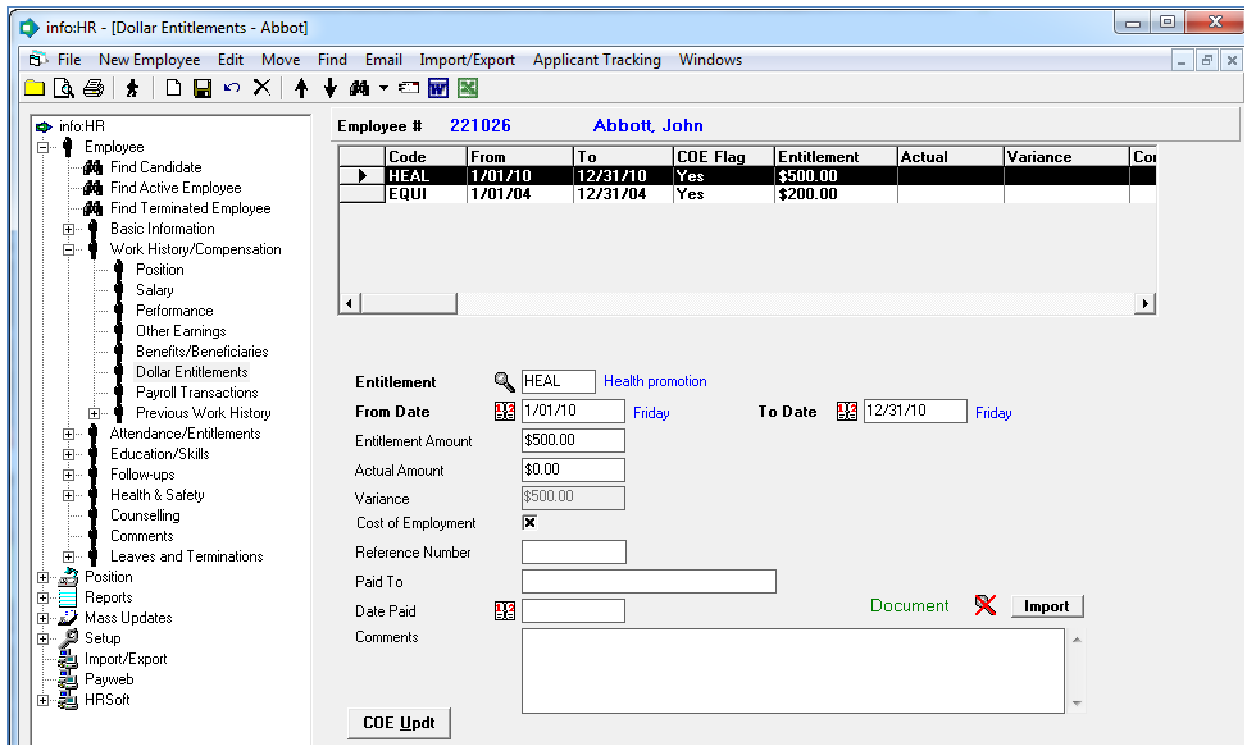 info:HR - [Dollar Entitlements - Abbot]
File New Employee Edit Move Find Email Import/Export Applicant Tracking Windows
info:HR
Employee
Find Candidate
Find Active Employee
Find Terminated Employee
Basic Information
Work History/Compensation
Position
Salary
Performance
Other Earnings
Benefits/Beneficiaries
Dollar Entitlements
Payroll Transactions
Previous Work History
Attendance/Entitlements
Education/Skills
Follow-ups
Health & Safety
Counselling
Comments
Leaves and Terminations
Position
Reports
Mass Updates
Setup
Import/Export
Payweb
HRSoft
Employee # 221026 Abbott, John
Code From To COE Flag Entitlement Actual Variance Cor
HEAL 1/01/10 12/31/10 Yes $500.00
EQUI 1/01/04 12/31/04 Yes $200.00
Entitlement HEAL Health promotion
From Date 1/01/10 Friday To Date 12/31/10 Friday
Entitlement Amount $500.00
Actual Amount $0.00
Variance $500.00
Cost of Employment
Reference Number
Paid To
Date Paid Document Import
Comments
COE Updt